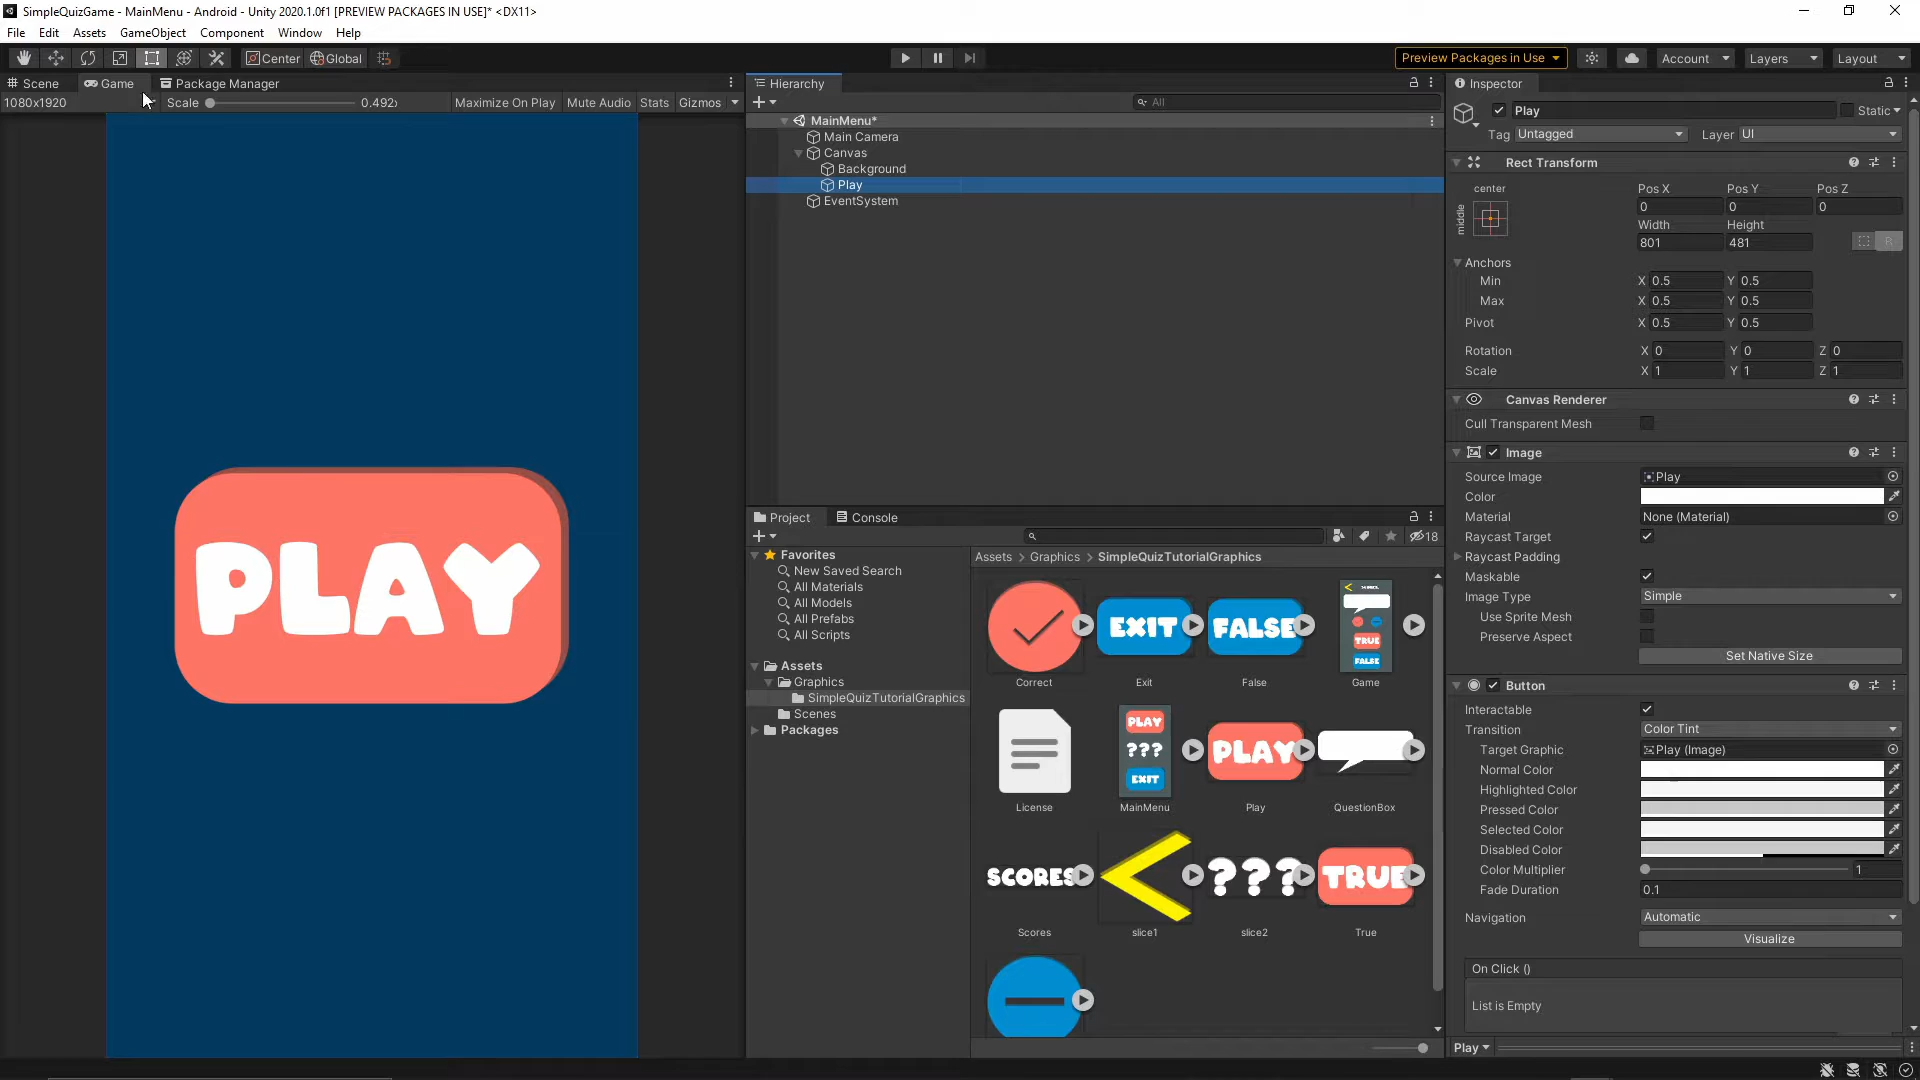 SimpleQuizGame - MainMenu - Android - Unity 2020.1.0f1 [PREVIEW PACKAGES IN USE]* <DX11>
File Edit Assets GameObject Component Window Help
Center Global Preview Packages in Use Account Layers Layout
Scene Game Package Manager
1080x1920 Scale 0.492x Maximize On Play Mute Audio Stats Gizmos
PLAY
Hierarchy
All
MainMenu*
Main Camera
Canvas
Background
Play
EventSystem
Project Console
18
Favorites
New Saved Search
All Materials
All Models
All Prefabs
All Scripts
Assets
Graphics
SimpleQuizTutorialGraphics
Scenes
Packages
Assets > Graphics > SimpleQuizTutorialGraphics
EXIT FALSE TRUE FALSE
Correct Exit False Game
PLAY ??? EXIT PLAY
License MainMenu Play QuestionBox
SCORES ??? TRUE
Scores slice1 slice2 True
Inspector
Play Static
Tag Untagged Layer UI
Rect Transform
center
middle
Pos X Pos Y Pos Z
0 0 0
Width Height
801 481
R
Anchors
Min X 0.5 Y 0.5
Max X 0.5 Y 0.5
Pivot X 0.5 Y 0.5
Rotation X 0 Y 0 Z 0
Scale X 1 Y 1 Z 1
Canvas Renderer
Cull Transparent Mesh
Image
Source Image Play
Color
Material None (Material)
Raycast Target
Raycast Padding
Maskable
Image Type Simple
Use Sprite Mesh
Preserve Aspect
Set Native Size
Button
Interactable
Transition Color Tint
Target Graphic Play (Image)
Normal Color
Highlighted Color
Pressed Color
Selected Color
Disabled Color
Color Multiplier 1
Fade Duration 0.1
Navigation Automatic
Visualize
On Click ()
List is Empty
Play